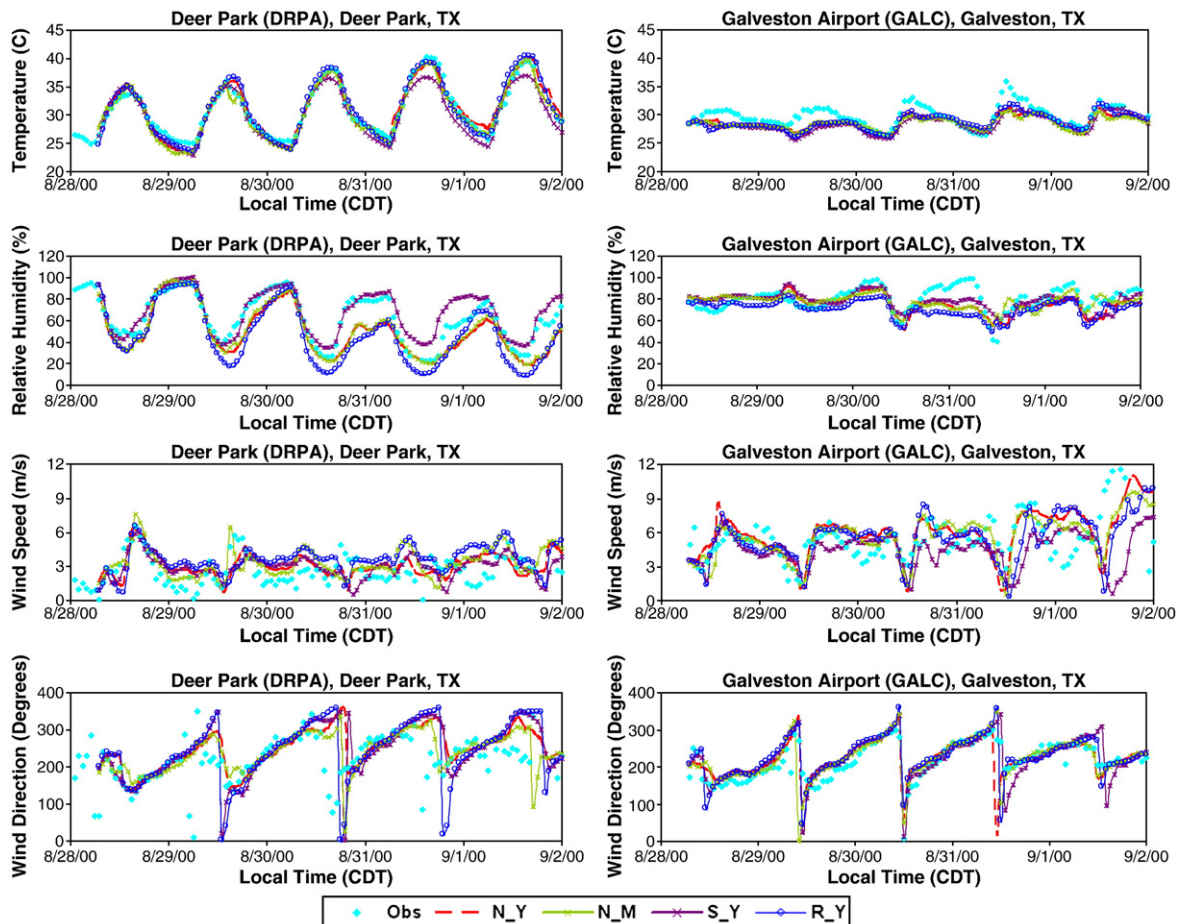 Deer Park (DRPA), Deer Park, TX
Temperature (C)
45
40
35
30
25
20
8/28/00 8/29/00 8/30/00 8/31/00 9/1/00 9/2/00
Local Time (CDT)
Galveston Airport (GALC), Galveston, TX
Temperature (C)
45
40
35
30
25
20
8/28/00 8/29/00 8/30/00 8/31/00 9/1/00 9/2/00
Local Time (CDT)
Deer Park (DRPA), Deer Park, TX
Relative Humidity (%)
120
100
80
60
40
20
0
8/28/00 8/29/00 8/30/00 8/31/00 9/1/00 9/2/00
Local Time (CDT)
Galveston Airport (GALC), Galveston, TX
Relative Humidity (%)
120
100
80
60
40
20
0
8/28/00 8/29/00 8/30/00 8/31/00 9/1/00 9/2/00
Local Time (CDT)
Deer Park (DRPA), Deer Park, TX
Wind Speed (m/s)
12
9
6
3
0
8/28/00 8/29/00 8/30/00 8/31/00 9/1/00 9/2/00
Local Time (CDT)
Galveston Airport (GALC), Galveston, TX
Wind Speed (m/s)
12
9
6
3
0
8/28/00 8/29/00 8/30/00 8/31/00 9/1/00 9/2/00
Local Time (CDT)
Deer Park (DRPA), Deer Park, TX
Wind Direction (Degrees)
400
300
200
100
0
8/28/00 8/29/00 8/30/00 8/31/00 9/1/00 9/2/00
Local Time (CDT)
Galveston Airport (GALC), Galveston, TX
Wind Direction (Degrees)
400
300
200
100
0
8/28/00 8/29/00 8/30/00 8/31/00 9/1/00 9/2/00
Local Time (CDT)
Obs N_Y N_M S_Y R_Y